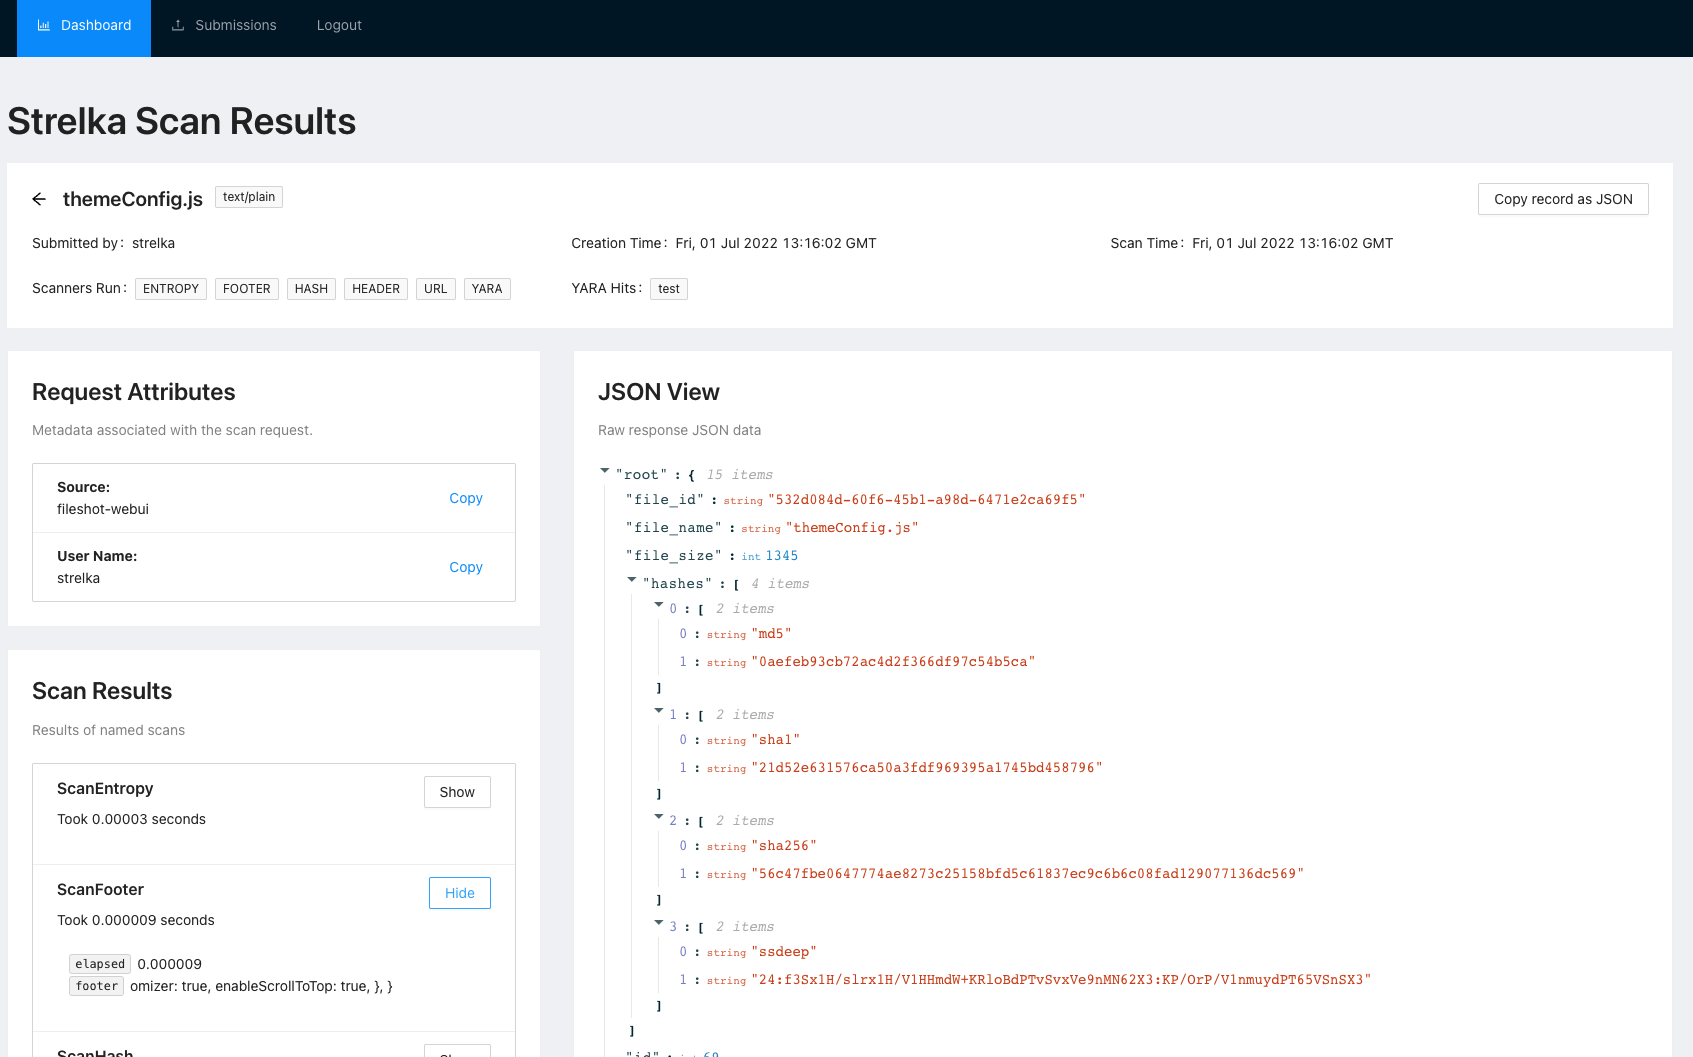 Dashboard Submissions Logout
Strelka Scan Results
themeConfig.js text/plain Copy record as JSON
Submitted by: strelka Creation Time: Fri, 01 Jul 2022 13:16:02 GMT Scan Time: Fri, 01 Jul 2022 13:16:02 GMT
Scanners Run: ENTROPY FOOTER HASH HEADER URL YARA YARA Hits: test
Request Attributes
Metadata associated with the scan request.
Source:
fileshot-webui
Copy
User Name:
strelka
Copy
Scan Results
Results of named scans
ScanEntropy Show
Took 0.00003 seconds
ScanFooter Hide
Took 0.000009 seconds
elapsed 0.000009
footer omizer: true, enableScrollToTop: true, }, }
ScanHash Show
JSON View
Raw response JSON data
"root" : { 15 items
"file_id" : string "532d084d-60f6-45b1-a98d-6471e2ca69f5"
"file_name" : string "themeConfig.js"
"file_size" : int 1345
"hashes" : [ 4 items
0 : [ 2 items
0 : string "md5"
1 : string "0aefeb93cb72ac4d2f366df97c54b5ca"
]
1 : [ 2 items
0 : string "sha1"
1 : string "21d52e631576ca50a3fdf969395a1745bd458796"
]
2 : [ 2 items
0 : string "sha256"
1 : string "56c47fbe0647774ae8273c25158bfd5c61837ec9c6b6c08fad129077136dc569"
]
3 : [ 2 items
0 : string "ssdeep"
1 : string "24:f3Sx1H/slrx1H/V1HHmdW+KRloBdPTvSvxVe9nMN62X3:KP/OrP/V1nmuydPT65VSnSX3"
]
]
"id" : int 69